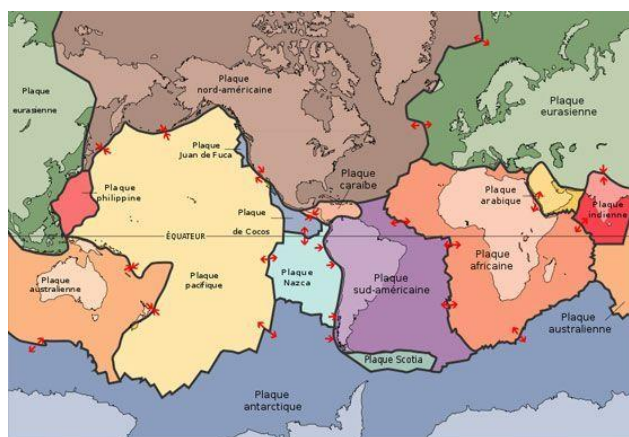 Plaque
nord-américaine
Plaque
eurasienne
Plaque
eurasienne
Plaque
Juan de Fuca
Plaque
caraïbe
Plaque
philippine
Plaque
arabique
Plaque
indienne
Plaque
de Cocos
ÉQUATEUR
Plaque
africaine
Plaque
australienne
Plaque
pacifique
Plaque
Nazca
Plaque
sud-américaine
Plaque
australienne
Plaque Scotia
Plaque
antarctique